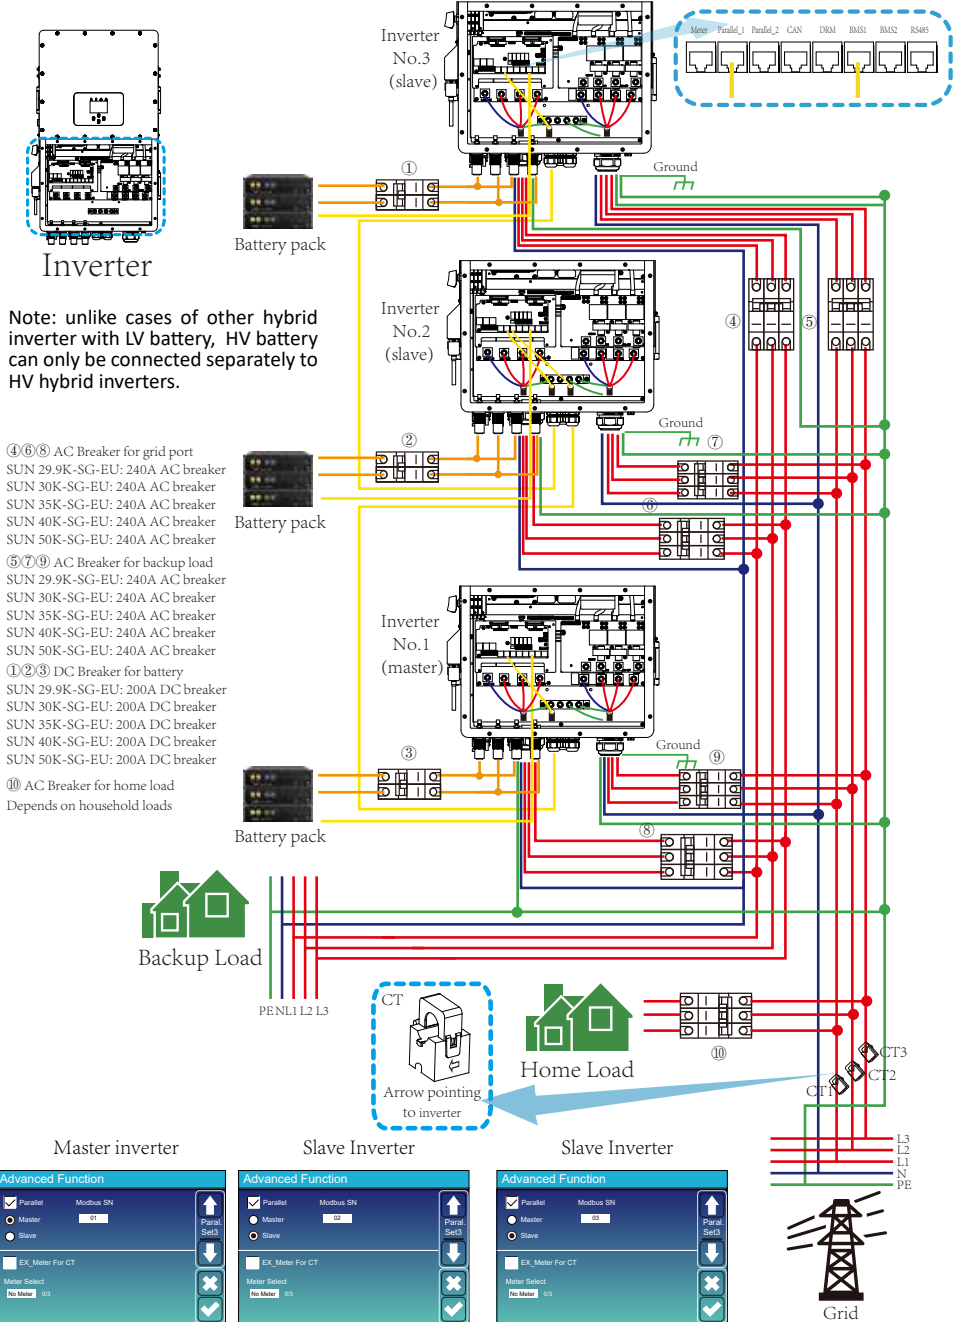 Inverter
No.3
(slave)
Meter Parallel_1 Parallel_2 CAN DRM BMS1 BMS2 RS485
①
Ground
Battery pack
Inverter
Note: unlike cases of other hybrid
inverter with LV battery, HV battery
can only be connected separately to
HV hybrid inverters.
Inverter
No.2
(slave)
④
⑤
②
Ground
⑦
Battery pack
⑥
④⑥⑧ AC Breaker for grid port
SUN 29.9K-SG-EU: 240A AC breaker
SUN 30K-SG-EU: 240A AC breaker
SUN 35K-SG-EU: 240A AC breaker
SUN 40K-SG-EU: 240A AC breaker
SUN 50K-SG-EU: 240A AC breaker
⑤⑦⑨ AC Breaker for backup load
SUN 29.9K-SG-EU: 240A AC breaker
SUN 30K-SG-EU: 240A AC breaker
SUN 35K-SG-EU: 240A AC breaker
SUN 40K-SG-EU: 240A AC breaker
SUN 50K-SG-EU: 240A AC breaker
①②③ DC Breaker for battery
SUN 29.9K-SG-EU: 200A DC breaker
SUN 30K-SG-EU: 200A DC breaker
SUN 35K-SG-EU: 200A DC breaker
SUN 40K-SG-EU: 200A DC breaker
SUN 50K-SG-EU: 200A DC breaker
⑩ AC Breaker for home load
Depends on household loads
Inverter
No.1
(master)
③
Ground
⑨
Battery pack
⑧
Backup Load
PE N L1 L2 L3
CT
Arrow pointing
to inverter
Home Load
⑩
CT3
CT2
CT1
L3
L2
L1
N
PE
Grid
Master inverter
Advanced Function
Parallel Modbus SN
Master 01
Slave
Paral.
Set3
EX_Meter For CT
Meter Select
No Meter 0/3
Slave Inverter
Advanced Function
Parallel Modbus SN
Master 02
Slave
Paral.
Set3
EX_Meter For CT
Meter Select
No Meter 0/3
Slave Inverter
Advanced Function
Parallel Modbus SN
Master 03
Slave
Paral.
Set3
EX_Meter For CT
Meter Select
No Meter 0/3